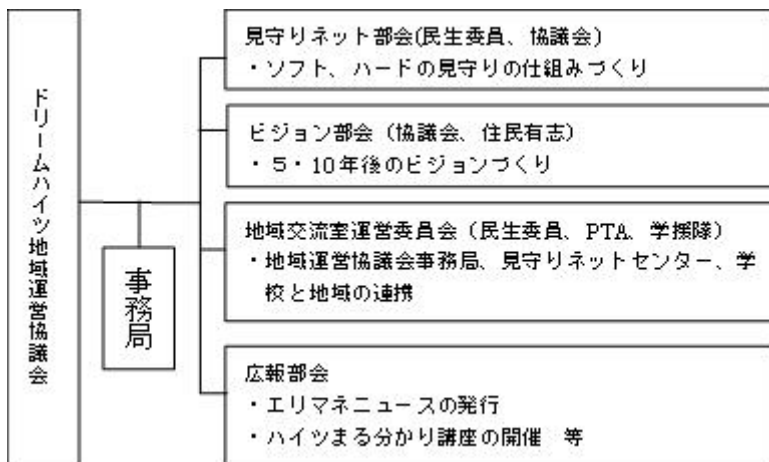 ドリームハイツ地域運営協議会
事務局
見守りネット部会(民生委員、協議会)
・ソフト、ハードの見守りの仕組みづくり
ビジョン部会（協議会、住民有志）
・５・10年後のビジョンづくり
地域交流室運営委員会（民生委員、PTA、学援隊）
・地域運営協議会事務局、見守りネットセンター、学
校と地域の連携
広報部会
・エリマネニュースの発行
・ハイツまる分かり講座の開催　等